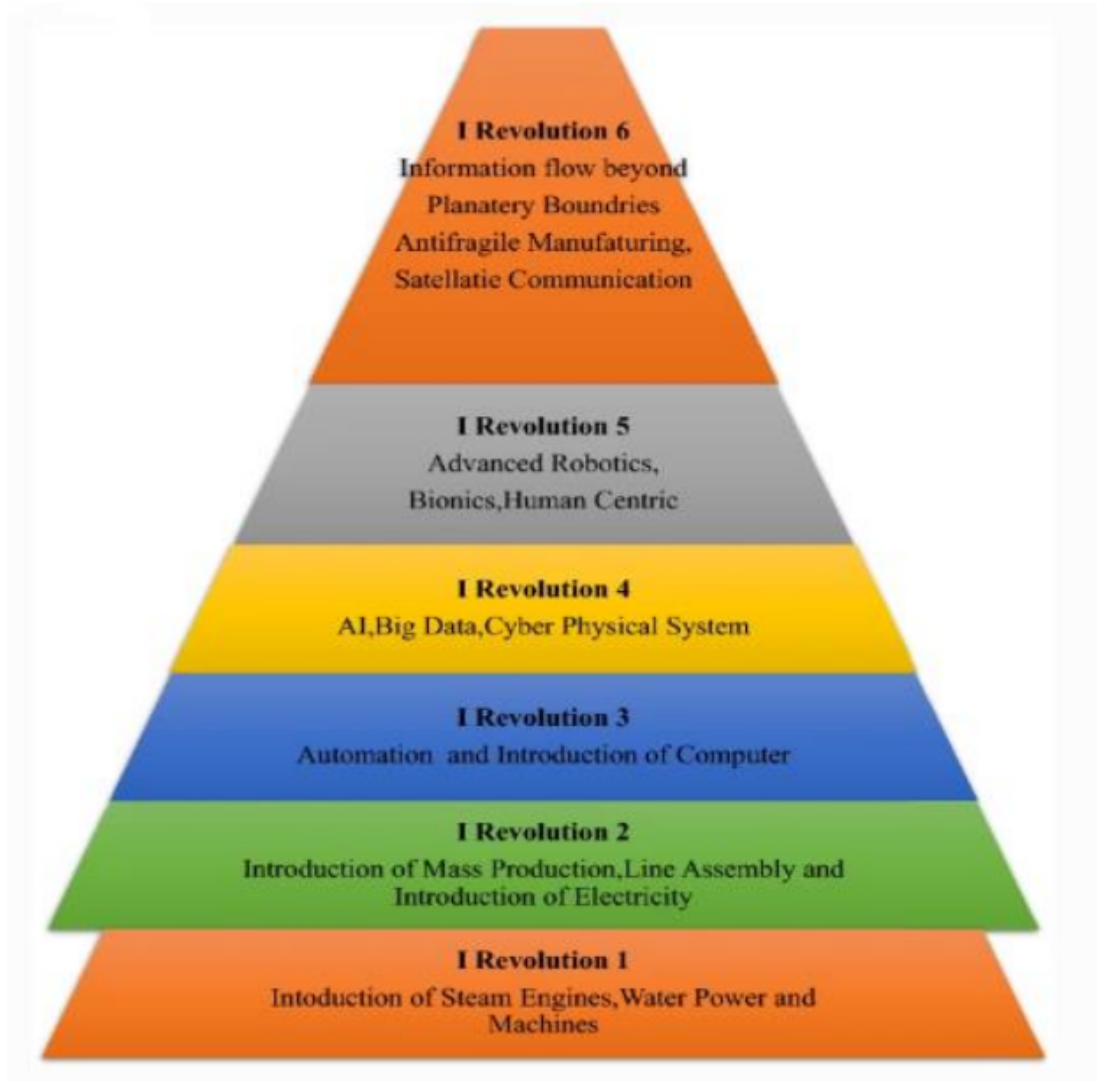 I Revolution 6
Information flow beyond
Planatery Boundries
Antifragile Manufaturing,
Satellatic Communication
I Revolution 5
Advanced Robotics,
Bionics,Human Centric
I Revolution 4
AI,Big Data,Cyber Physical System
I Revolution 3
Automation and Introduction of Computer
I Revolution 2
Introduction of Mass Production,Line Assembly and
Introduction of Electricity
I Revolution 1
Intoduction of Steam Engines,Water Power and
Machines